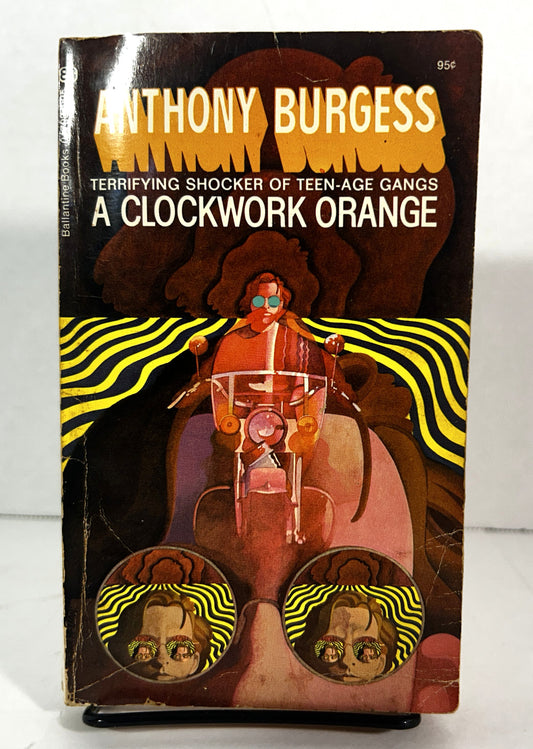 95¢
ANTHONY BURGESS
TERRIFYING SHOCKER OF TEEN-AGE GANGS
A CLOCKWORK ORANGE
Ballantine Books